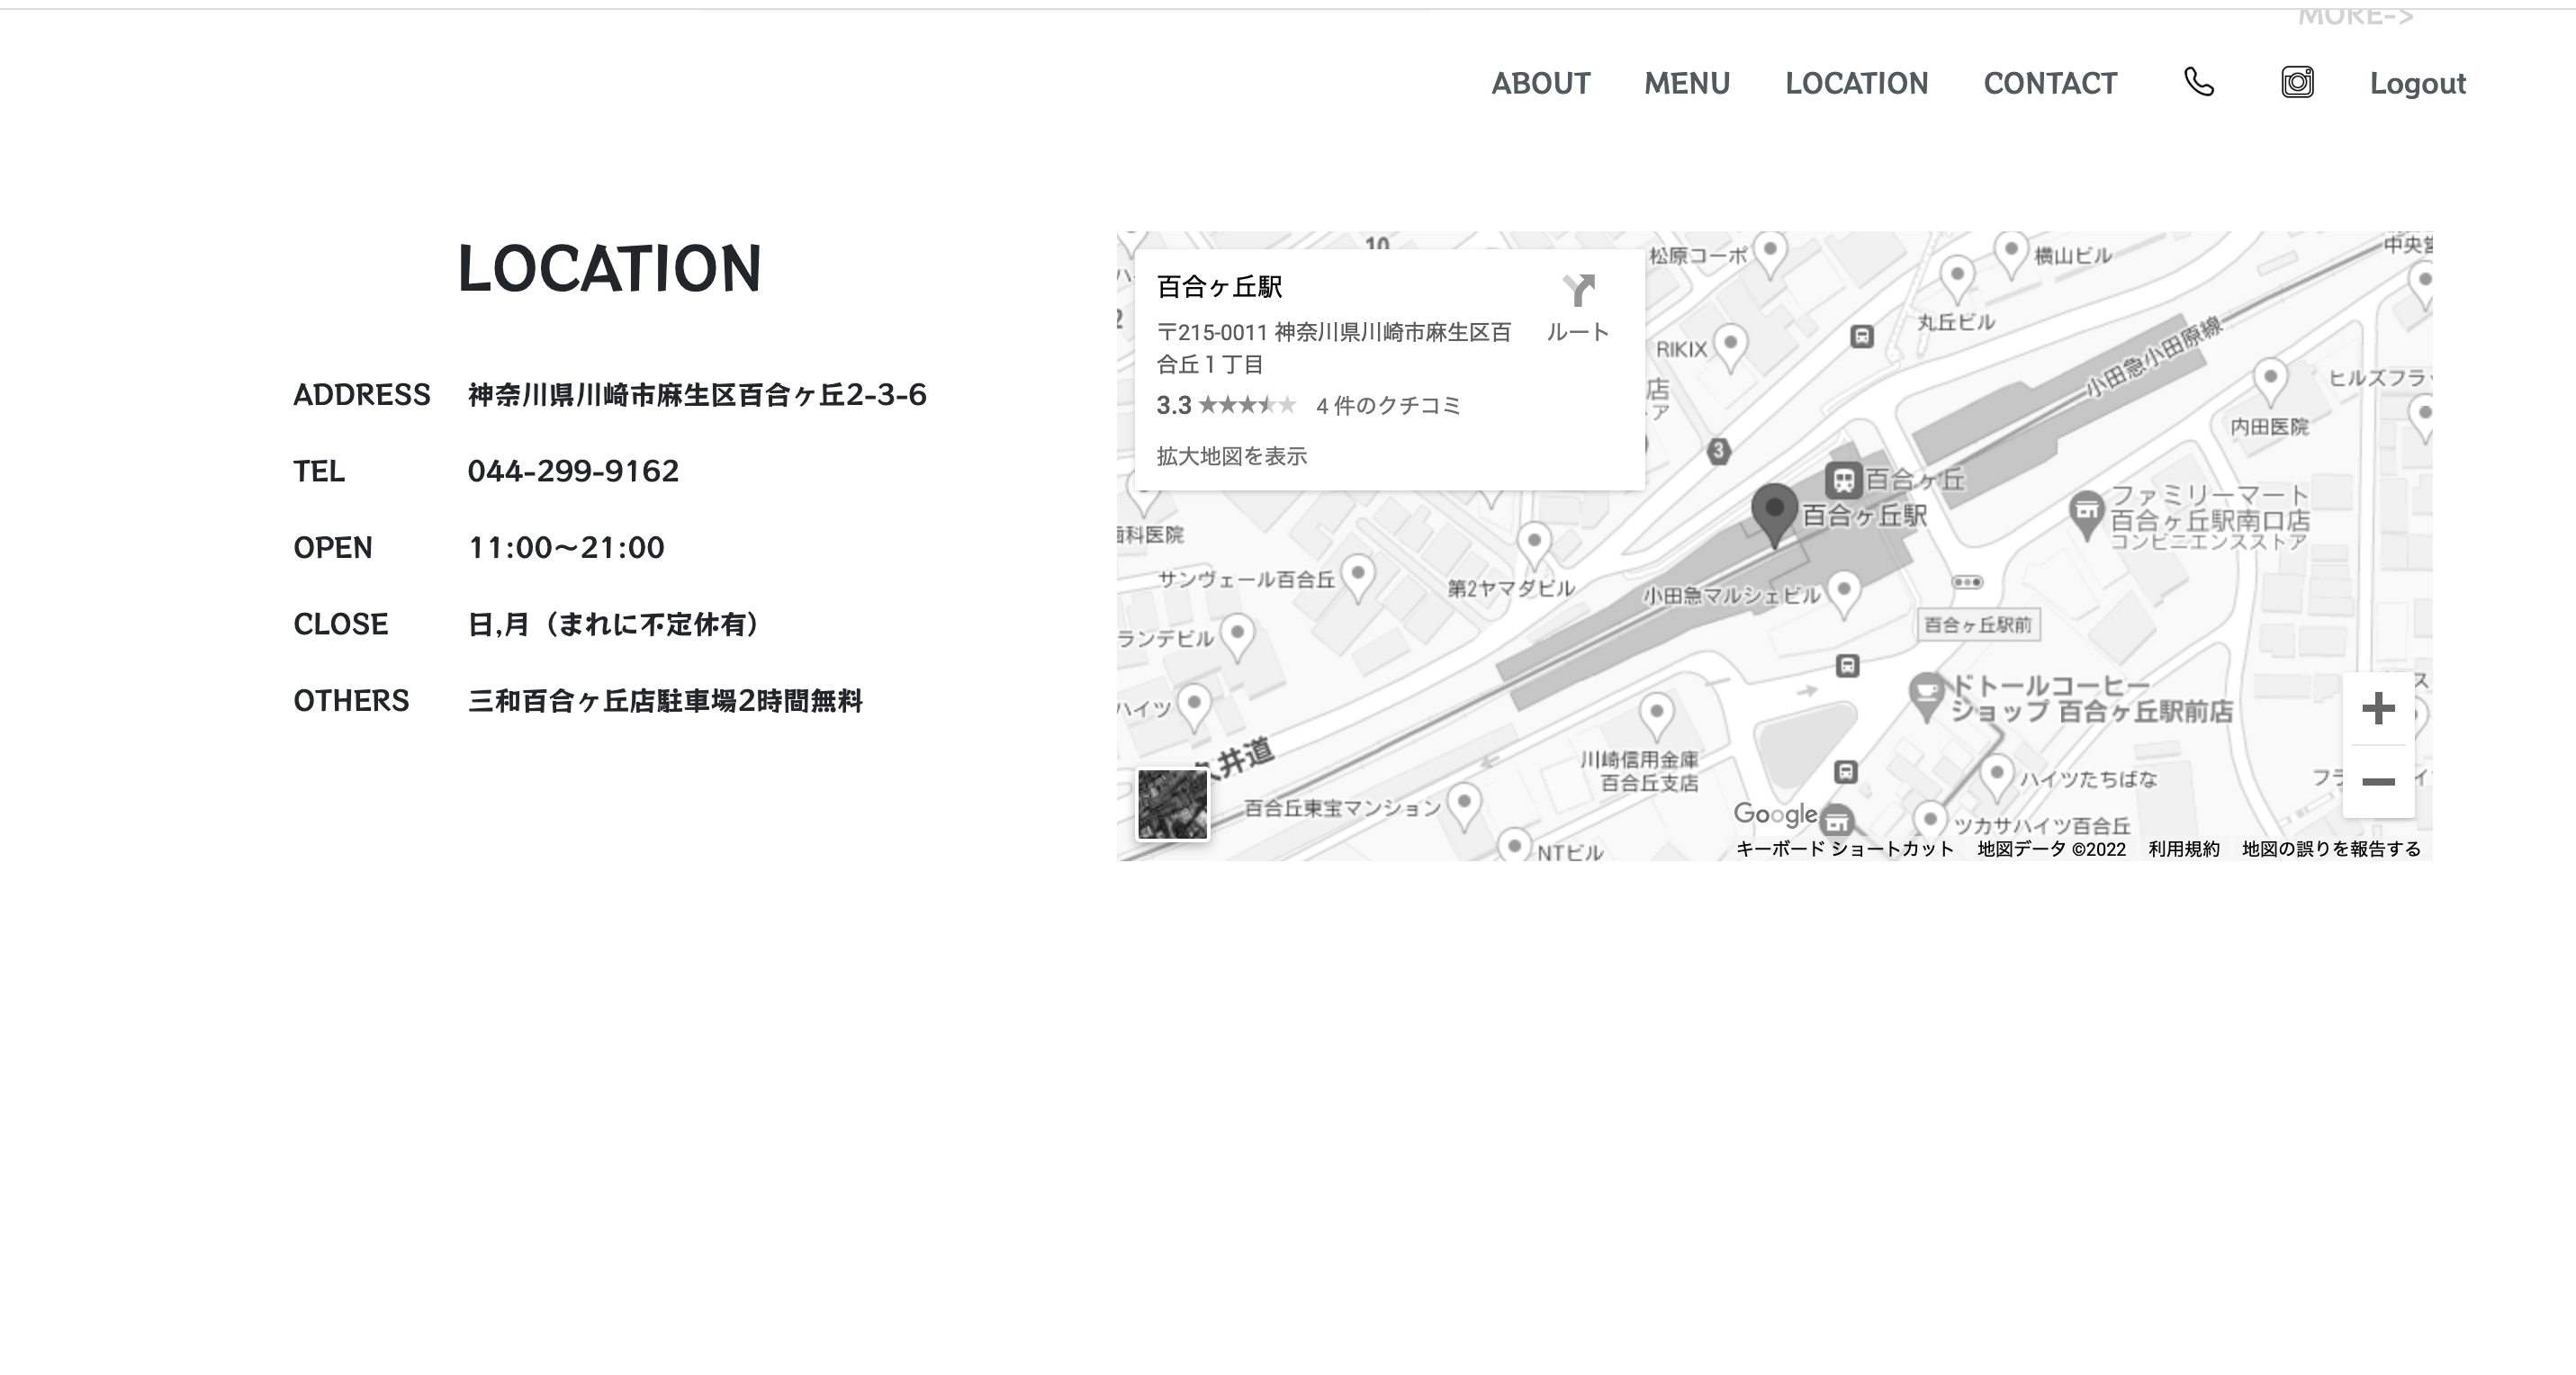 MORE->
ABOUT MENU LOCATION CONTACT Logout
LOCATION
ADDRESS 神奈川県川崎市麻生区百合ヶ丘2-3-6
TEL 044-299-9162
OPEN 11:00〜21:00
CLOSE 日,月（まれに不定休有）
OTHERS 三和百合ヶ丘店駐車場2時間無料
百合ヶ丘駅
ルート
〒215-0011 神奈川県川崎市麻生区百
合丘1丁目
3.3 ★★★★★ 4 件のクチコミ
拡大地図を表示
10
松原コーポ
横山ビル
丸丘ビル
RIKIX
店
ア
3
小田急小田原線
ヒルズフラ
内田医院
百合ヶ丘
百合ヶ丘駅
ファミリーマート
百合ヶ丘駅南口店
コンビニエンスストア
歯科医院
サンヴェール百合丘
第2ヤマダビル
小田急マルシェビル
百合ヶ丘駅前
ランデビル
ハイツ
ドトールコーヒー
ショップ 百合ヶ丘駅前店
井道
川崎信用金庫
百合丘支店
ハイツたちばな
百合丘東宝マンション
ツカサハイツ百合丘
NTビル
Google
キーボード ショートカット 地図データ ©2022 利用規約 地図の誤りを報告する